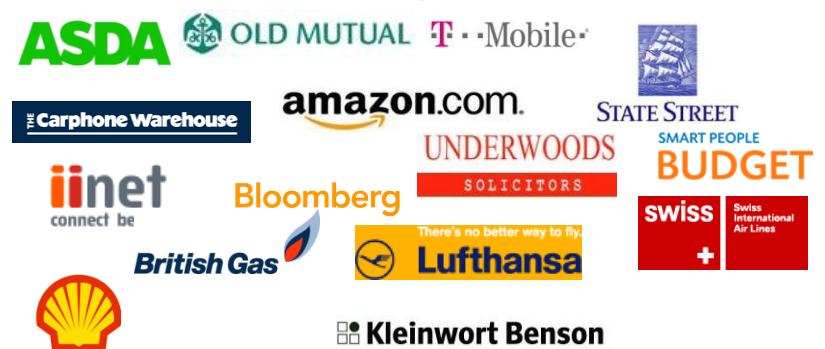 ASDA
OLD MUTUAL
T··Mobile·
STATE STREET
THE Carphone Warehouse
amazon.com.
UNDERWOODS
SOLICITORS
SMART PEOPLE
BUDGET
iinet
connect be
Bloomberg
swiss
Swiss
International
Air Lines
British Gas
There's no better way to fly.
Lufthansa
Kleinwort Benson